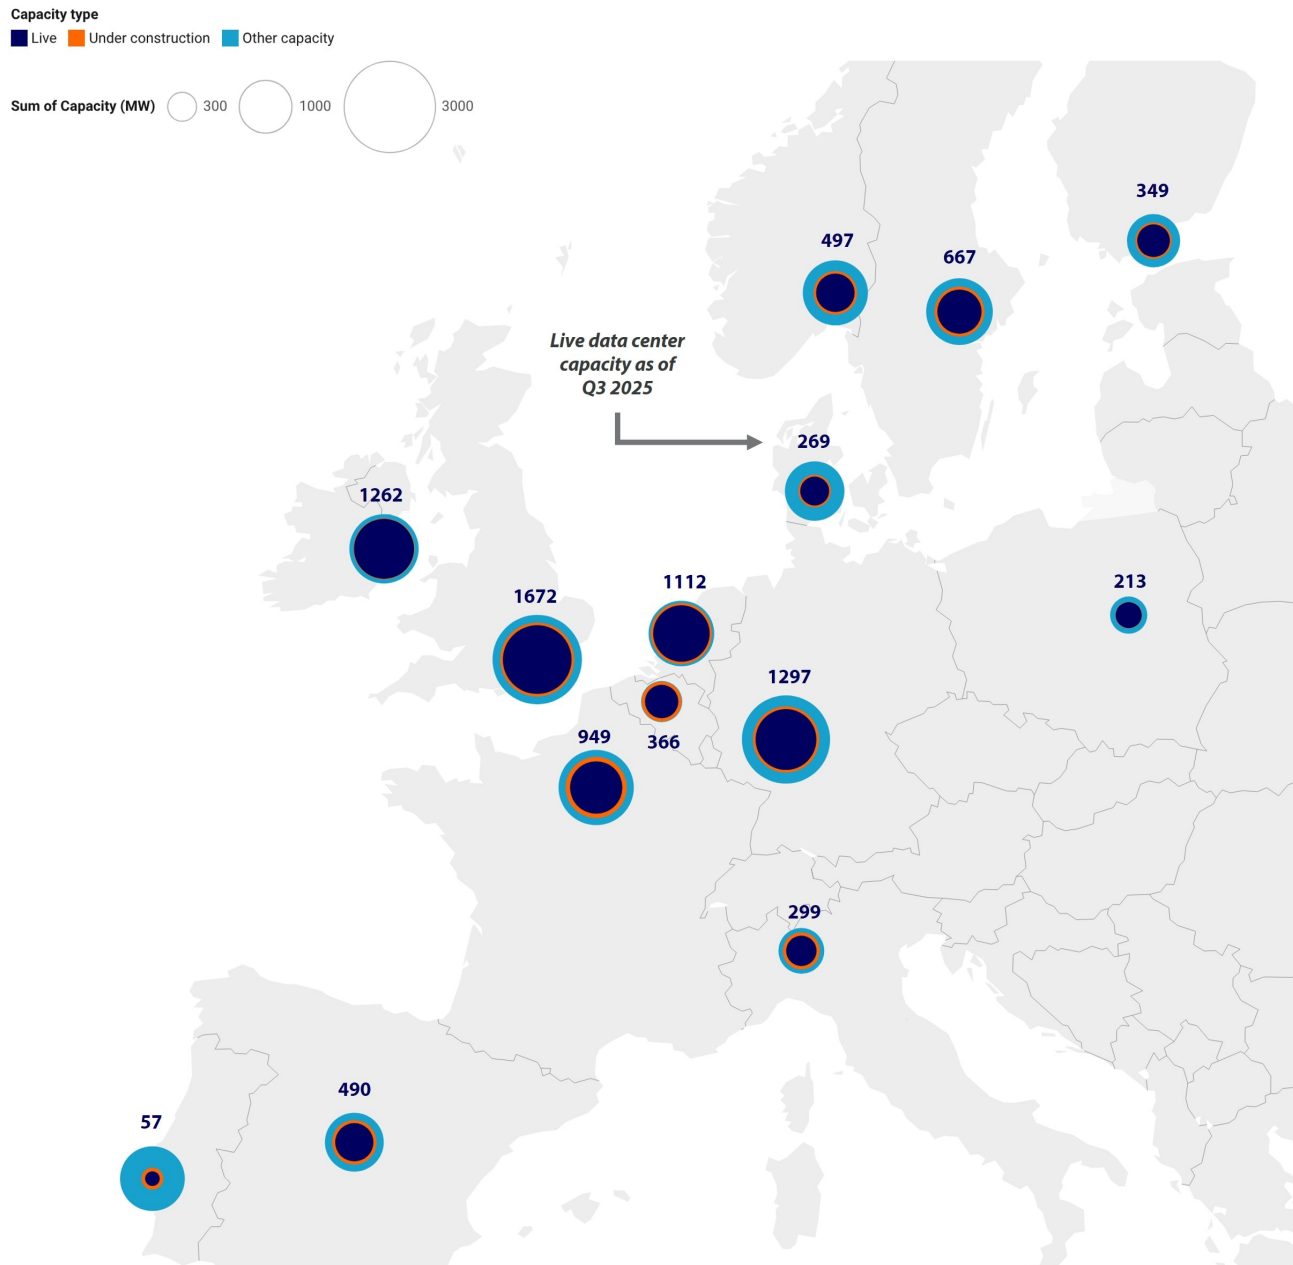 Capacity type
Live Under construction Other capacity
Sum of Capacity (MW) 300 1000 3000
349
497
667
Live data center
capacity as of
Q3 2025
269
1262
1112
213
1672
1297
949
366
299
490
57